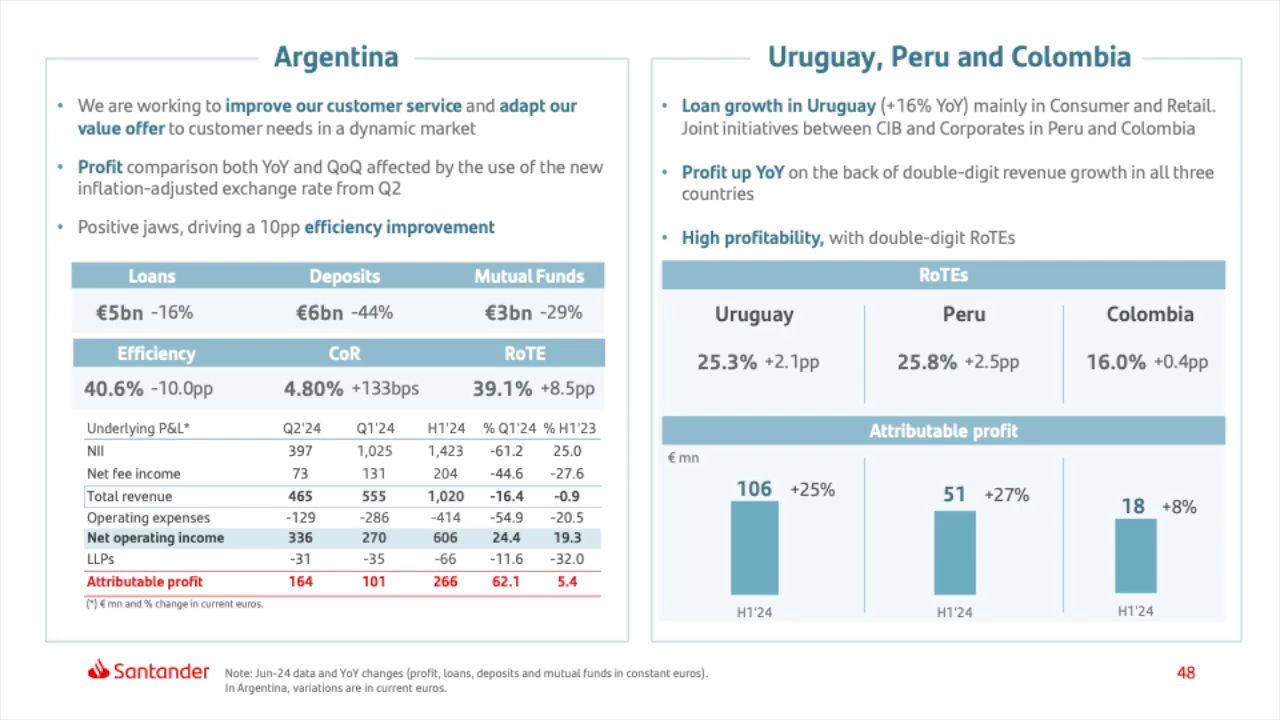 Argentina
• We are working to improve our customer service and adapt our
value offer to customer needs in a dynamic market
• Profit comparison both YoY and QoQ affected by the use of the new
inflation-adjusted exchange rate from Q2
• Positive jaws, driving a 10pp efficiency improvement
Loans Deposits Mutual Funds
€5bn -16% €6bn -44% €3bn -29%
Efficiency CoR RoTE
40.6% -10.0pp 4.80% +133bps 39.1% +8.5pp
Underlying P&L* Q2'24 Q1'24 H1'24 % Q1'24 % H1'23
NII 397 1,025 1,423 -61.2 25.0
Net fee income 73 131 204 -44.6 -27.6
Total revenue 465 555 1,020 -16.4 -0.9
Operating expenses -129 -286 -414 -54.9 -20.5
Net operating income 336 270 606 24.4 19.3
LLPs -31 -35 -66 -11.6 -32.0
Attributable profit 164 101 266 62.1 5.4
(*) € mn and % change in current euros.
Uruguay, Peru and Colombia
• Loan growth in Uruguay (+16% YoY) mainly in Consumer and Retail.
Joint initiatives between CIB and Corporates in Peru and Colombia
• Profit up YoY on the back of double-digit revenue growth in all three
countries
• High profitability, with double-digit RoTEs
RoTEs
Uruguay Peru Colombia
25.3% +2.1pp 25.8% +2.5pp 16.0% +0.4pp
Attributable profit
€ mn
106 +25% 51 +27% 18 +8%
H1'24 H1'24 H1'24
Santander
Note: Jun-24 data and YoY changes (profit, loans, deposits and mutual funds in constant euros).
In Argentina, variations are in current euros.
48